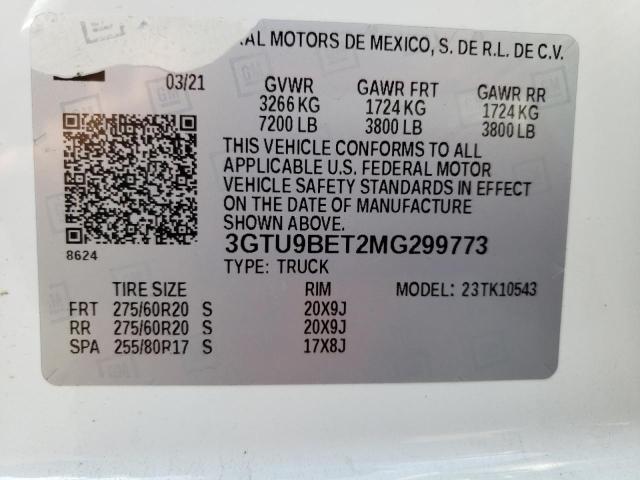 RAL MOTORS DE MEXICO, S. DE R.L. DE C.V.
03/21 GVWR GAWR FRT GAWR RR
3266 KG 1724 KG 1724 KG
7200 LB 3800 LB 3800 LB
THIS VEHICLE CONFORMS TO ALL
APPLICABLE U.S. FEDERAL MOTOR
VEHICLE SAFETY STANDARDS IN EFFECT
ON THE DATE OF MANUFACTURE
SHOWN ABOVE.
8624
3GTU9BET2MG299773
TYPE: TRUCK
TIRE SIZE RIM MODEL: 23TK10543
FRT 275/60R20 S 20X9J
RR 275/60R20 S 20X9J
SPA 255/80R17 S 17X8J